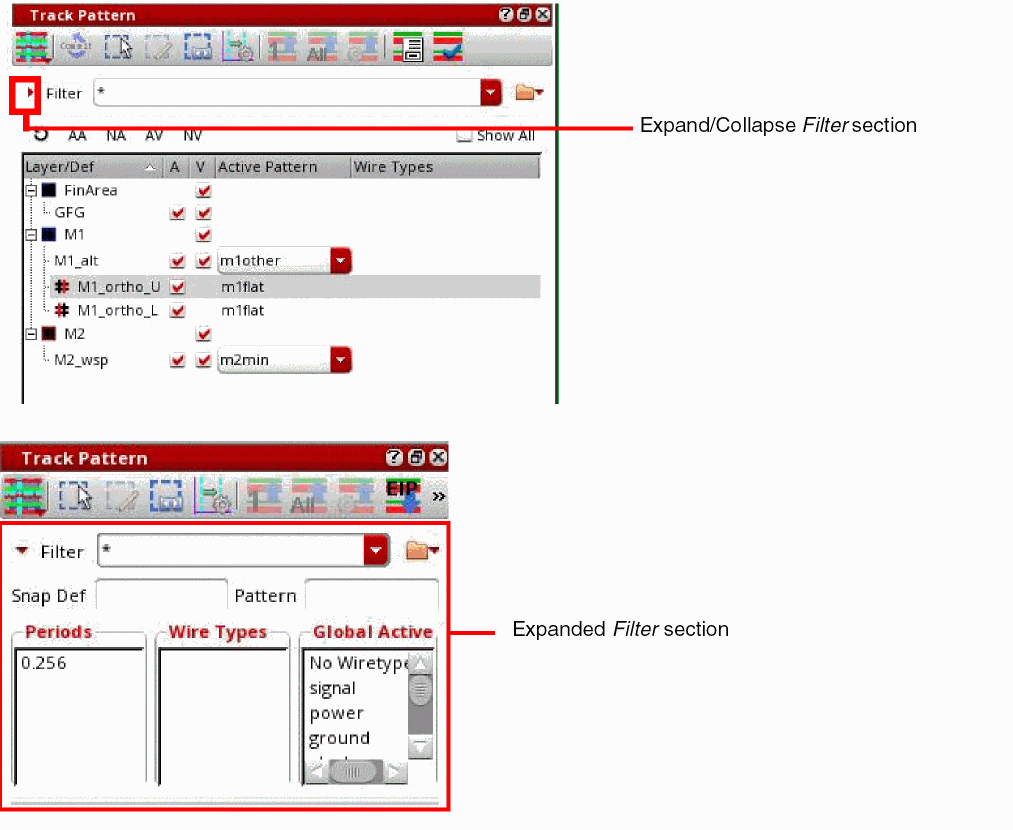 Track Pattern
Commit
1 All
Filter *
Expand/Collapse Filter section
AA NA AV NV Show All
Layer/Def A V Active Pattern Wire Types
FinArea
GFG
M1
M1_alt m1other
M1_ortho_U m1flat
M1_ortho_L m1flat
M2
M2_wsp m2min
Track Pattern
1 All EIP »
Filter *
Snap Def Pattern
Periods Wire Types Global Active
0.256 No Wiretype
signal
power
ground
Expanded Filter section